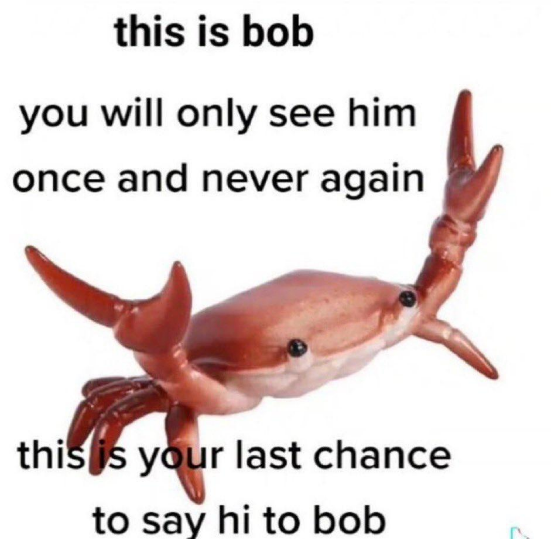 this is bob
you will only see him
once and never again
this is your last chance
to say hi to bob